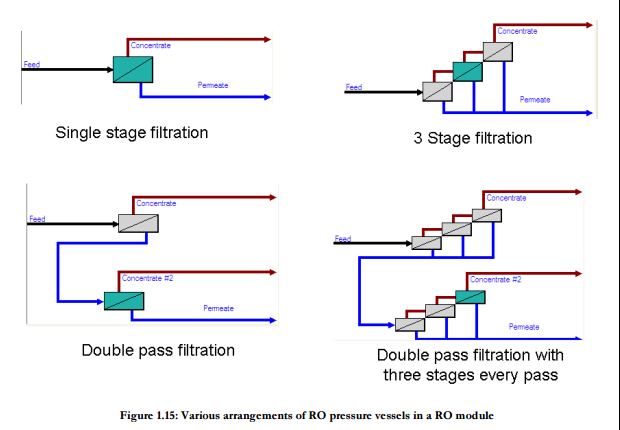 Concentrate
Feed
Permeate
Single stage filtration
Concentrate
Feed
Permeate
3 Stage filtration
Concentrate
Feed
Concentrate #2
Permeate
Double pass filtration
Concentrate
Feed
Concentrate #2
Permeate
Double pass filtration with
three stages every pass
Figure 1.15: Various arrangements of RO pressure vessels in a RO module